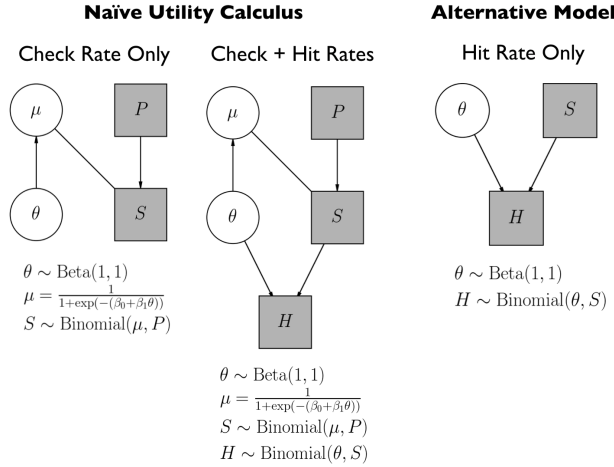 Naïve Utility Calculus
Alternative Model
Check Rate Only
Check + Hit Rates
Hit Rate Only
μ
P
θ
S
θ ∼ Beta(1, 1)
μ = 1/(1+exp(−(β₀+β₁θ)))
S ∼ Binomial(μ, P)
μ
P
θ
S
H
θ ∼ Beta(1, 1)
μ = 1/(1+exp(−(β₀+β₁θ)))
S ∼ Binomial(μ, P)
H ∼ Binomial(θ, S)
θ
S
H
θ ∼ Beta(1, 1)
H ∼ Binomial(θ, S)